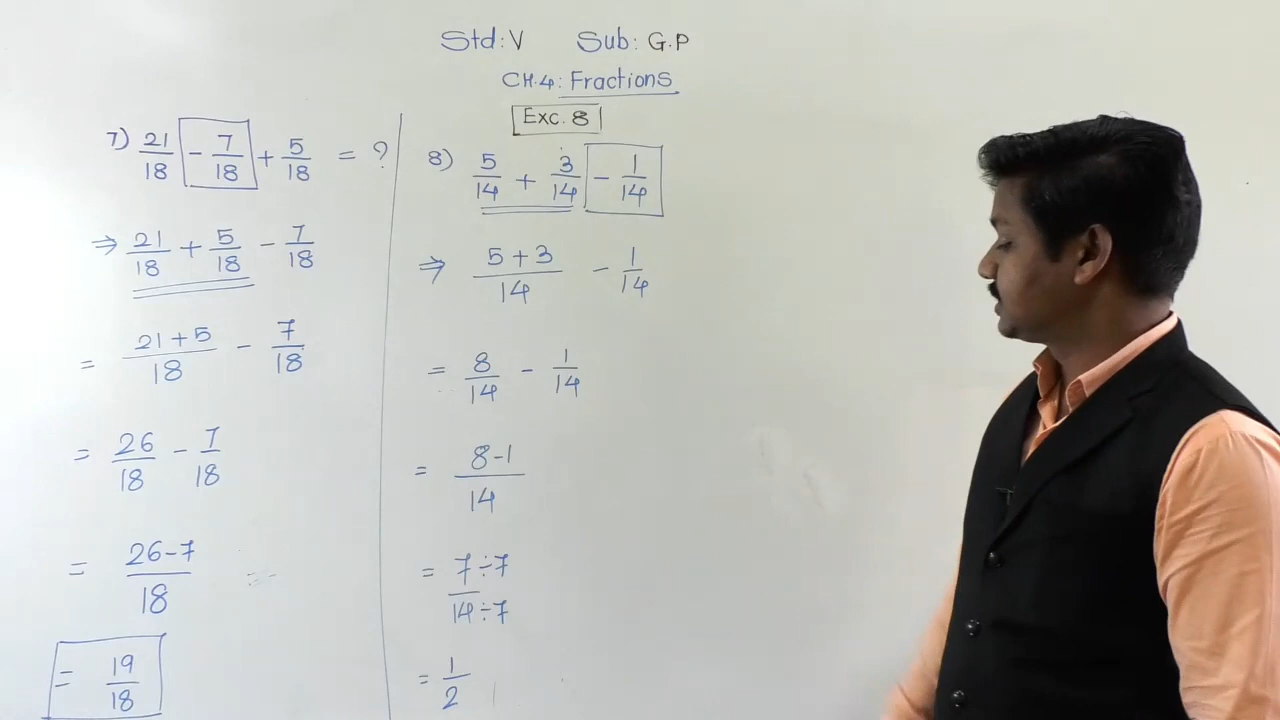 Std: V Sub: G.P
CH.4: Fractions
Exc. 8
7) 21/18 - 7/18 + 5/18 = ?
⇒ 21/18 + 5/18 - 7/18
= 21+5/18 - 7/18
= 26/18 - 7/18
= 26-7/18
= 19/18
8) 5/14 + 3/14 - 1/14
⇒ 5+3/14 - 1/14
= 8/14 - 1/14
= 8-1/14
= 7÷7/14÷7
= 1/2